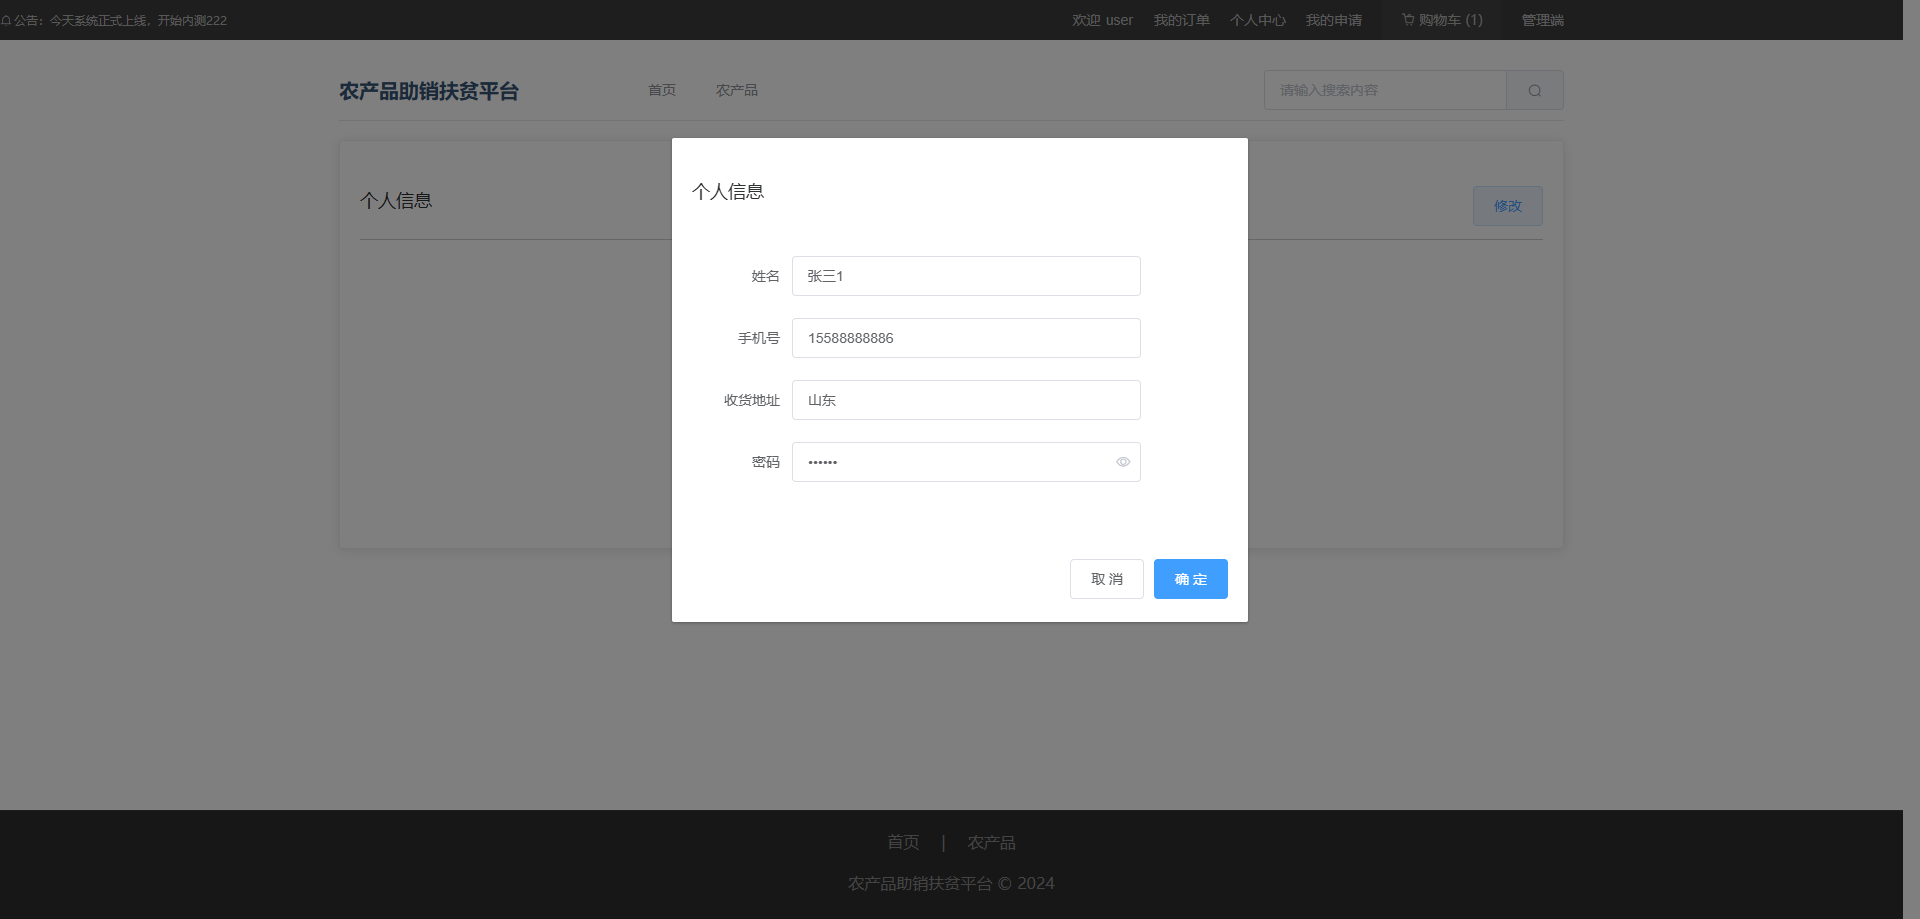 公告：今天系统正式上线，开始内测222
欢迎 user 我的订单 个人中心 我的申请 购物车 (1) 管理端
农产品助销扶贫平台 首页 农产品 请输入搜索内容
个人信息 修改
个人信息
姓名 张三1
手机号 15588888886
收货地址 山东
密码 ••••••
取 消 确 定
首页 | 农产品
农产品助销扶贫平台 © 2024